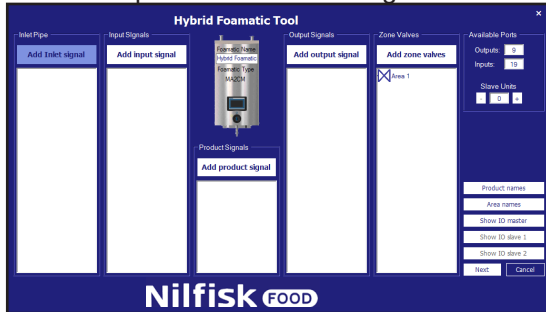 Hybrid Foamatic Tool
×
Inlet Pipe
Add Inlet signal
Input SIgnals
Add input signal
Foamatic Name
Hybrid Foamatic
Foamatic Type
MA2CM
Product Signals
Add product signal
Output Signals
Add output signal
Zone Valves
Add zone valves
Area 1
Available Ports
Outputs: 9
Inputs: 19
Slave Units
- 0 +
Product names
Area names
Show IO master
Show IO slave 1
Show IO slave 2
Next Cancel
Nilfisk FOOD